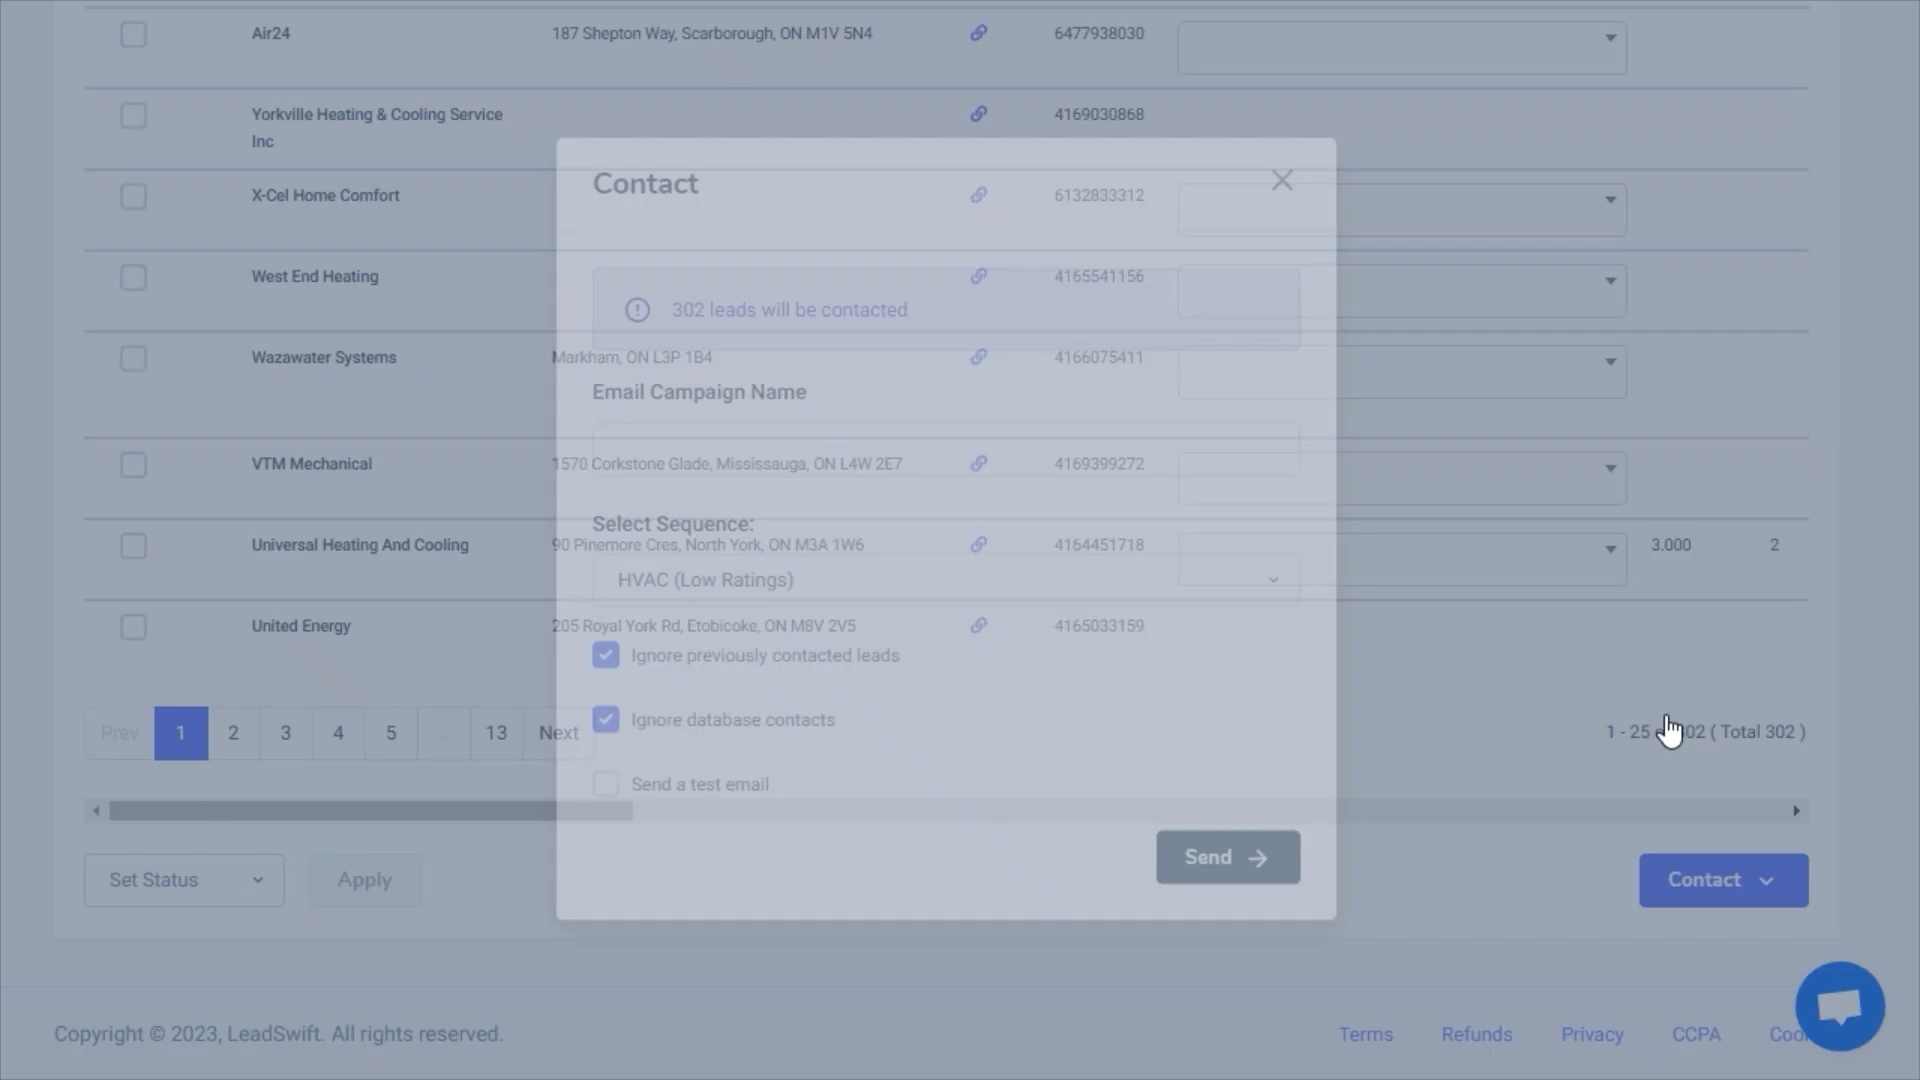 Air24 187 Shepton Way, Scarborough, ON M1V 5N4 6477938030
Yorkville Heating & Cooling Service 4169030868
Inc
Contact
X-Cel Home Comfort 6132833312
West End Heating 4165541156
302 leads will be contacted
Wazawater Systems Markham, ON L3P 1B4 4166075411
Email Campaign Name
VTM Mechanical 1570 Corkstone Glade, Mississauga, ON L4W 2E7 4169399272
Select Sequence:
Universal Heating And Cooling 90 Pinemore Cres, North York, ON M3A 1W6 4164451718 3.000 2
HVAC (Low Ratings)
United Energy 205 Royal York Rd, Etobicoke, ON M8V 2V5 4165033159
Ignore previously contacted leads
Ignore database contacts
Prev 1 2 3 4 5 ... 13 Next 1 - 25 02 ( Total 302 )
Send a test email
Send
Set Status Apply Contact
Copyright © 2023, LeadSwift. All rights reserved. Terms Refunds Privacy CCPA